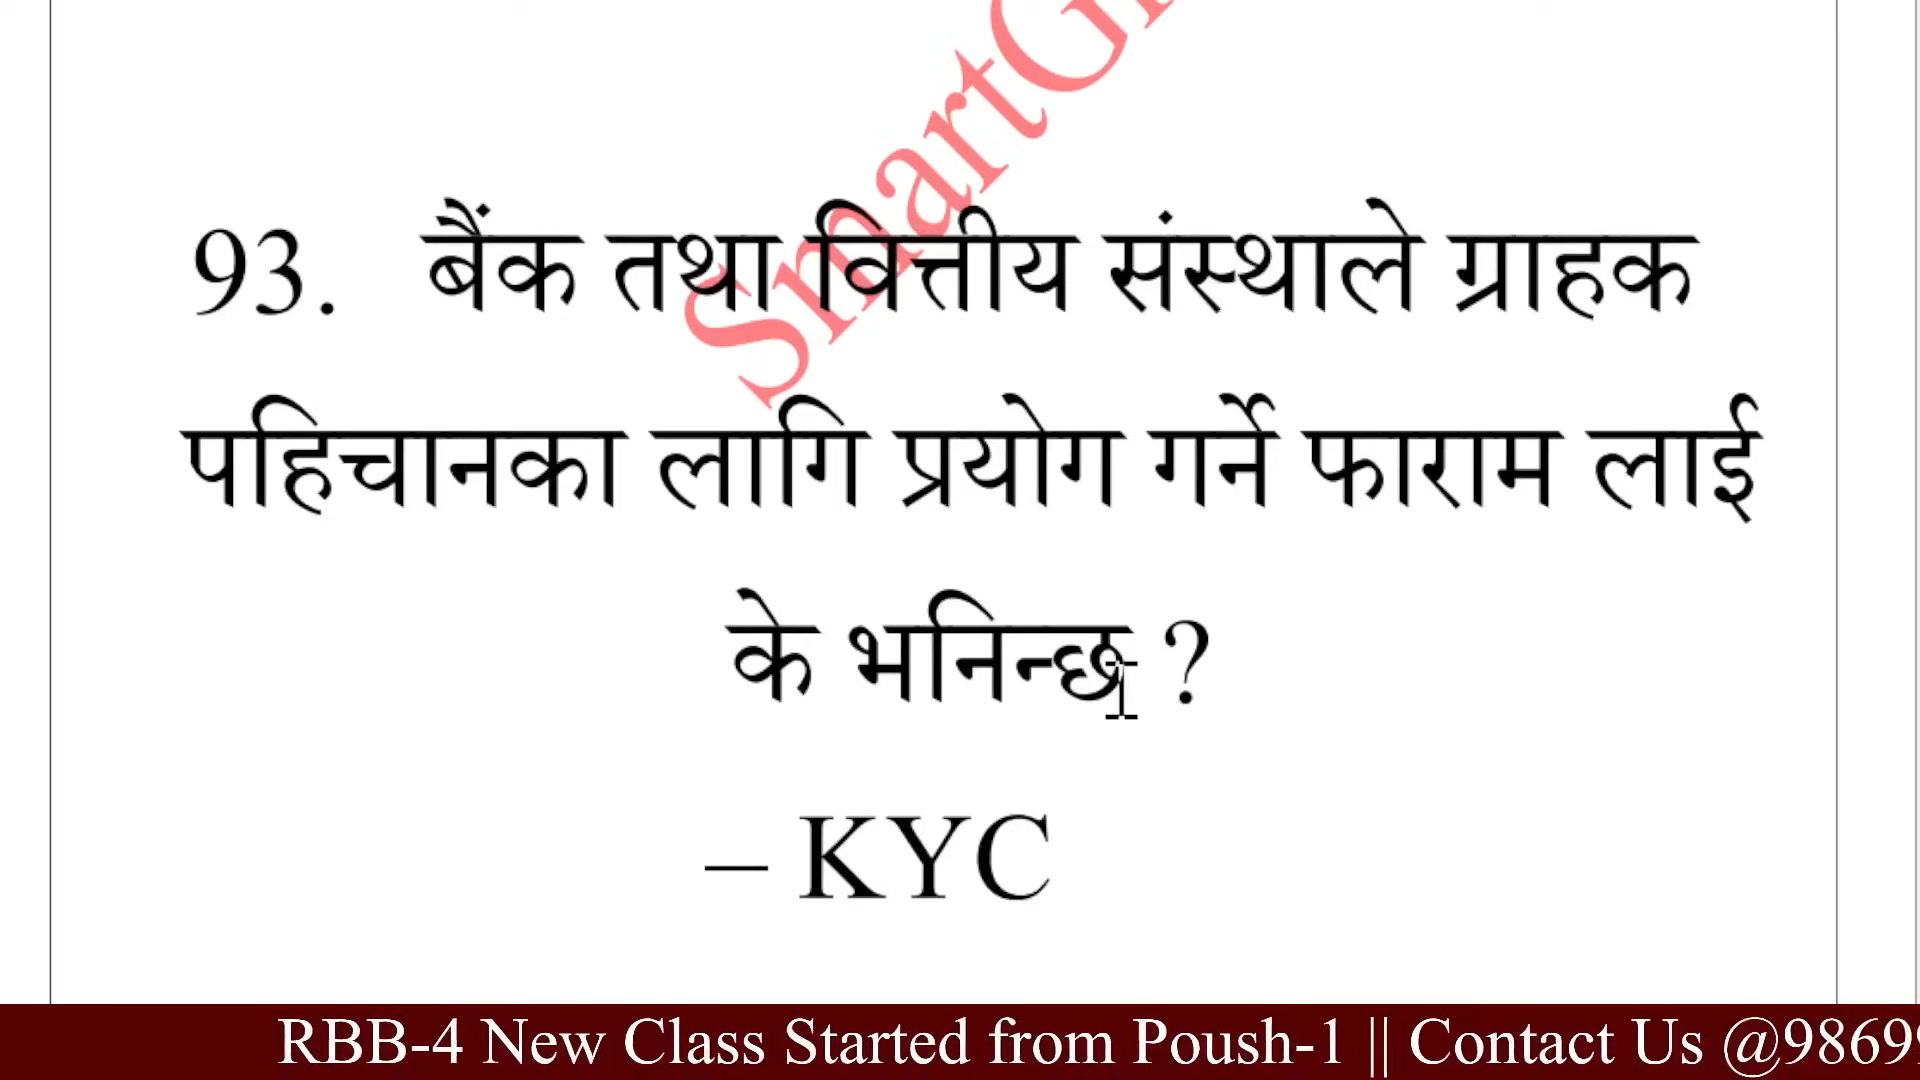 SmartG
93. बैंक तथा वित्तीय संस्थाले ग्राहक
पहिचानका लागि प्रयोग गर्ने फाराम लाई
के भनिन्छ ?
– KYC
RBB-4 New Class Started from Poush-1 || Contact Us @9869